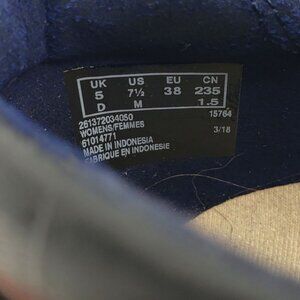 UK US EU CN
5 7½ 38 235
D M 1.5
261372034050 15764
WOMENS/FEMMES
61014771 3/18
MADE IN INDONESIA
FABRIQUE EN INDONESIE